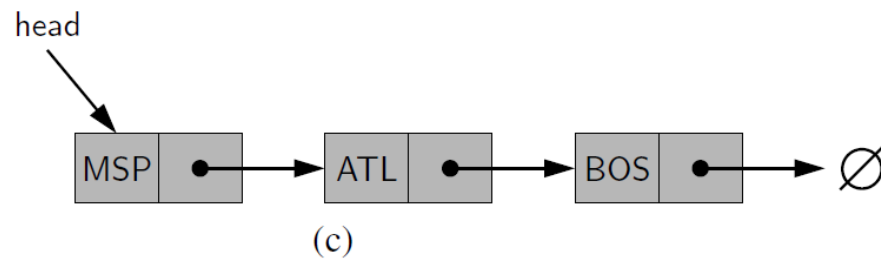 head
MSP ATL BOS ∅
(c)